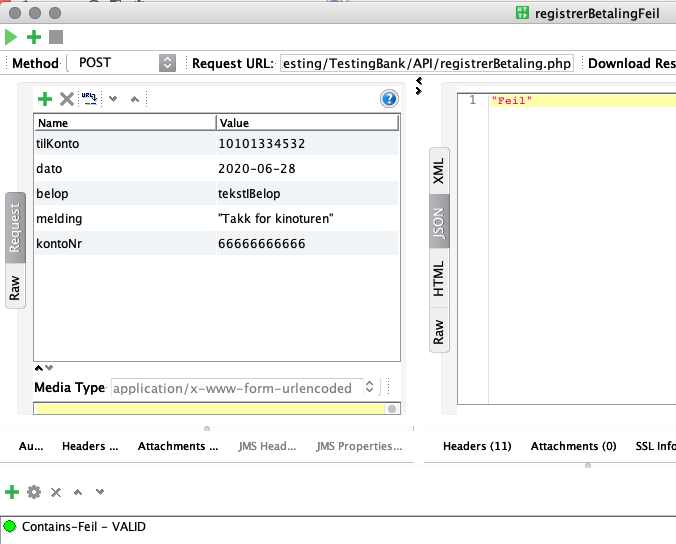 registrerBetalingFeil
Method POST Request URL: esting/TestingBank/API/registrerBetaling.php Download Res
URL
?
Name Value
tilKonto 10101334532
dato 2020-06-28
belop tekstIBelop
melding "Takk for kinoturen"
kontoNr 66666666666
Request
Raw
Media Type application/x-www-form-urlencoded
1 "Feil"
XML
JSON
HTML
Raw
Au... Headers ... Attachments ... JMS Head... JMS Properties...
Headers (11) Attachments (0) SSL Info
Contains-Feil - VALID